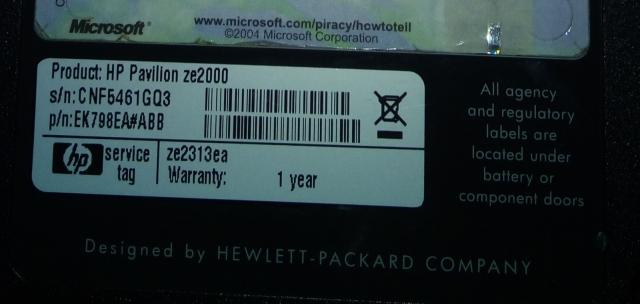 Microsoft®
www.microsoft.com/piracy/howtotell
©2004 Microsoft Corporation
Product: HP Pavilion ze2000
s/n:CNF5461GQ3
p/n:EK798EA#ABB
hp service tag
ze2313ea
Warranty: 1 year
All agency
and regulatory
labels are
located under
battery or
component doors
Designed by HEWLETT-PACKARD COMPANY